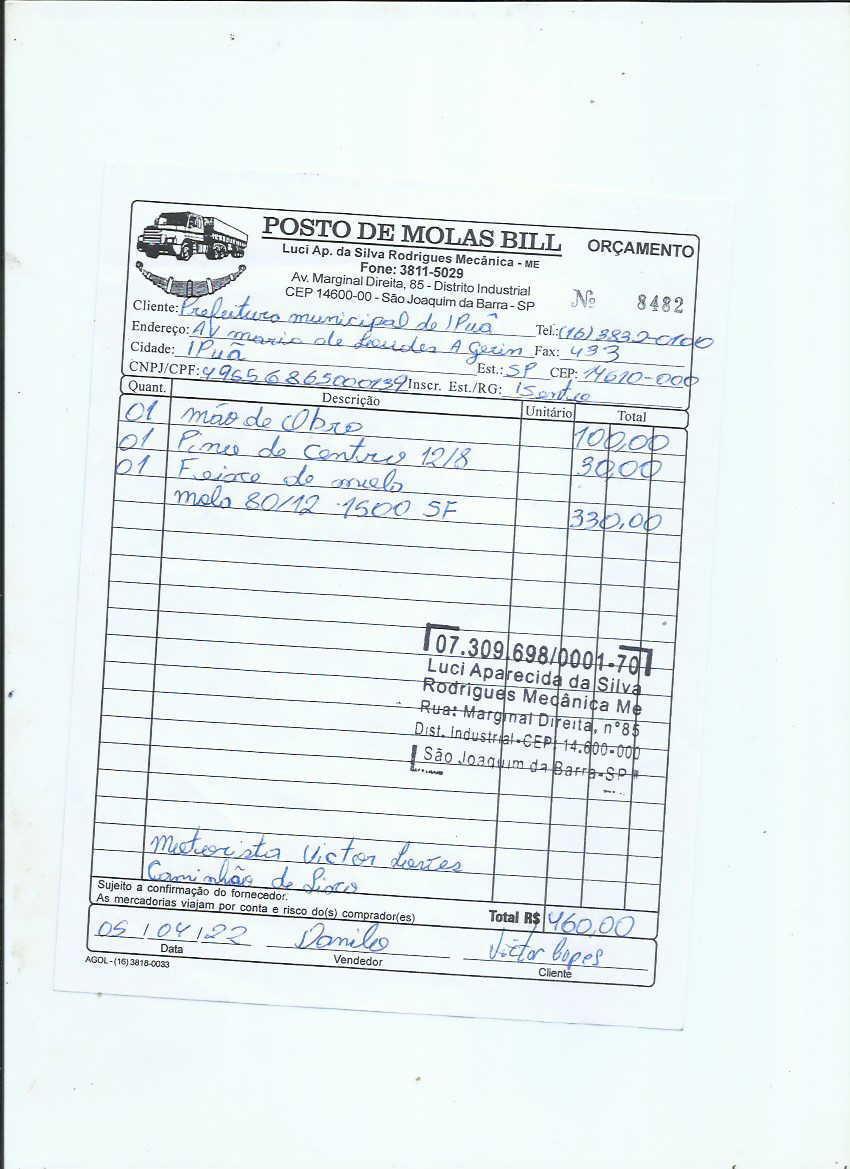 POSTO DE MOLAS BILL
ORÇAMENTO
Luci Ap. da Silva Rodrigues Mecânica - ME
Fone: 3811-5029
Av. Marginal Direita, 85 - Distrito Industrial
CEP 14600-00 - São Joaquim da Barra - SP
Nº 8482
Cliente: Prefeitura municipal de IPuã Tel.: (16) 3832-0100
Endereço: AV maria de Loudes A Gerin Fax: 433
Cidade: IPuã Est.: SP CEP: 14610-000
CNPJ/CPF: 49656865000139 Inscr. Est./RG: Isento
Quant. Descrição Unitário Total
01 mão de Obra 100,00
01 Pino de Centro 12/8 30,00
01 Feixe de
mola 80/12 1500 SF 330,00
07.309.698/0001-70
Luci Aparecida da Silva
Rodrigues Mecânica Me
Rua: Marginal Direita, n°85
Dist. Industrial-CEP: 14.600-000
São Joaquim da Barra-SP
Motorista Victor Lopes
Caminhão de Lixo
Sujeito a confirmação do fornecedor.
As mercadorias viajam por conta e risco do(s) comprador(es)
Total R$ 460,00
05 / 04 / 22 Danilo Victor Lopes
Data Vendedor Cliente
AGOL - (16) 3818-0033